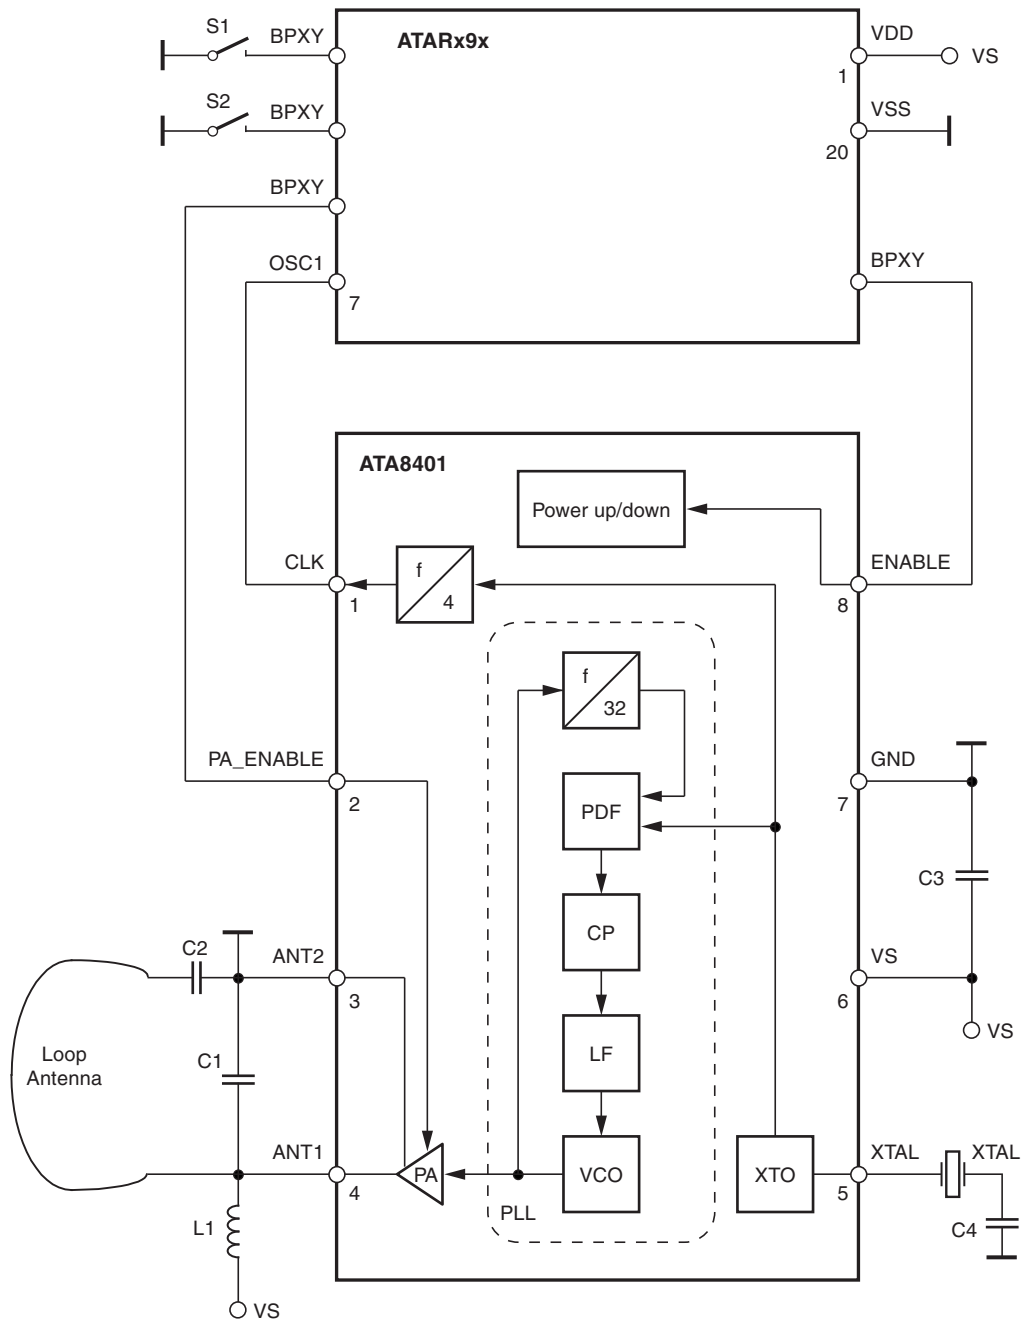 S1
BPXY
ATARx9x
VDD
1
VS
S2
BPXY
VSS
20
BPXY
OSC1
7
BPXY
ATA8401
Power up/down
CLK
1
f
4
ENABLE
8
f
32
PA_ENABLE
2
PDF
GND
7
C3
CP
C2
ANT2
3
VS
6
VS
Loop
Antenna
C1
LF
ANT1
4
PA
VCO
PLL
XTO
XTAL
5
XTAL
C4
L1
VS